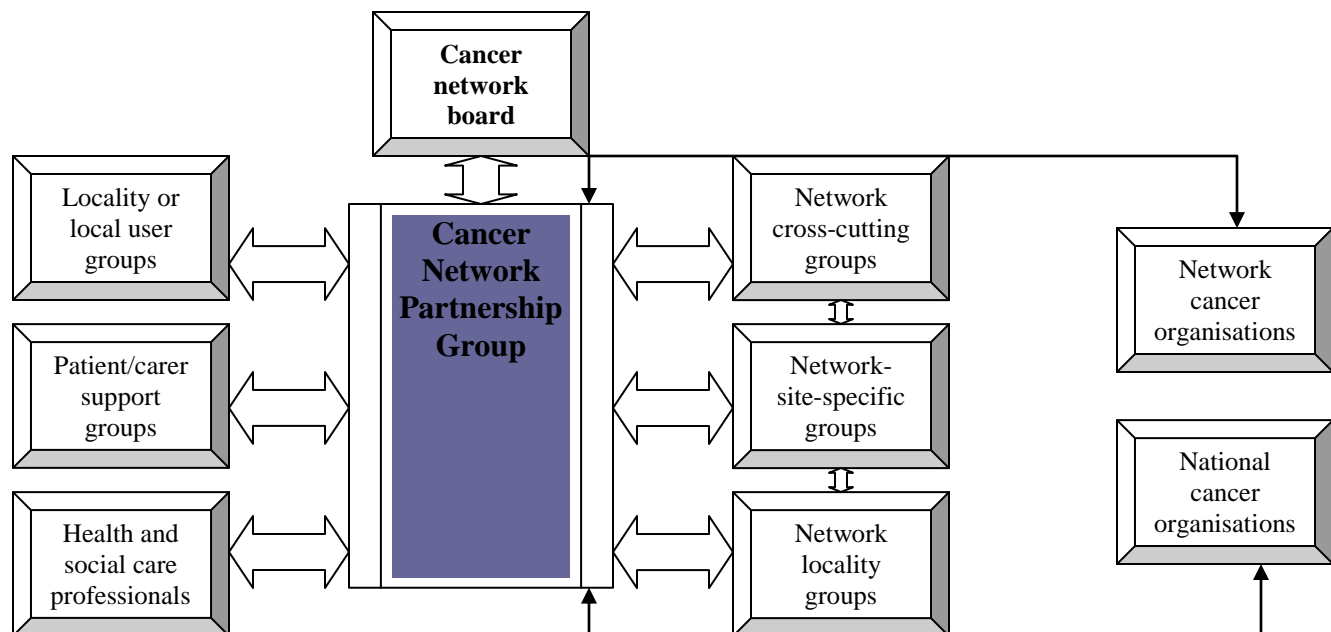 Cancer
network
board
Locality or
local user
groups
Cancer
Network
Partnership
Group
Network
cross-cutting
groups
Network
cancer
organisations
Patient/carer
support
groups
Network-
site-specific
groups
National
cancer
organisations
Health and
social care
professionals
Network
locality
groups